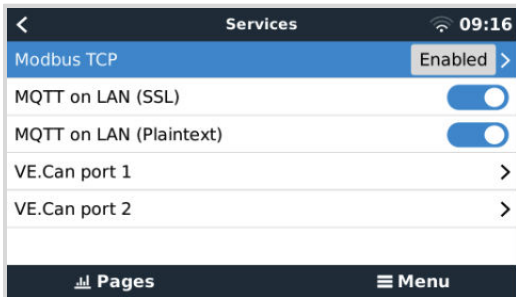 Services 09:16
Modbus TCP Enabled
MQTT on LAN (SSL)
MQTT on LAN (Plaintext)
VE.Can port 1
VE.Can port 2
Pages Menu